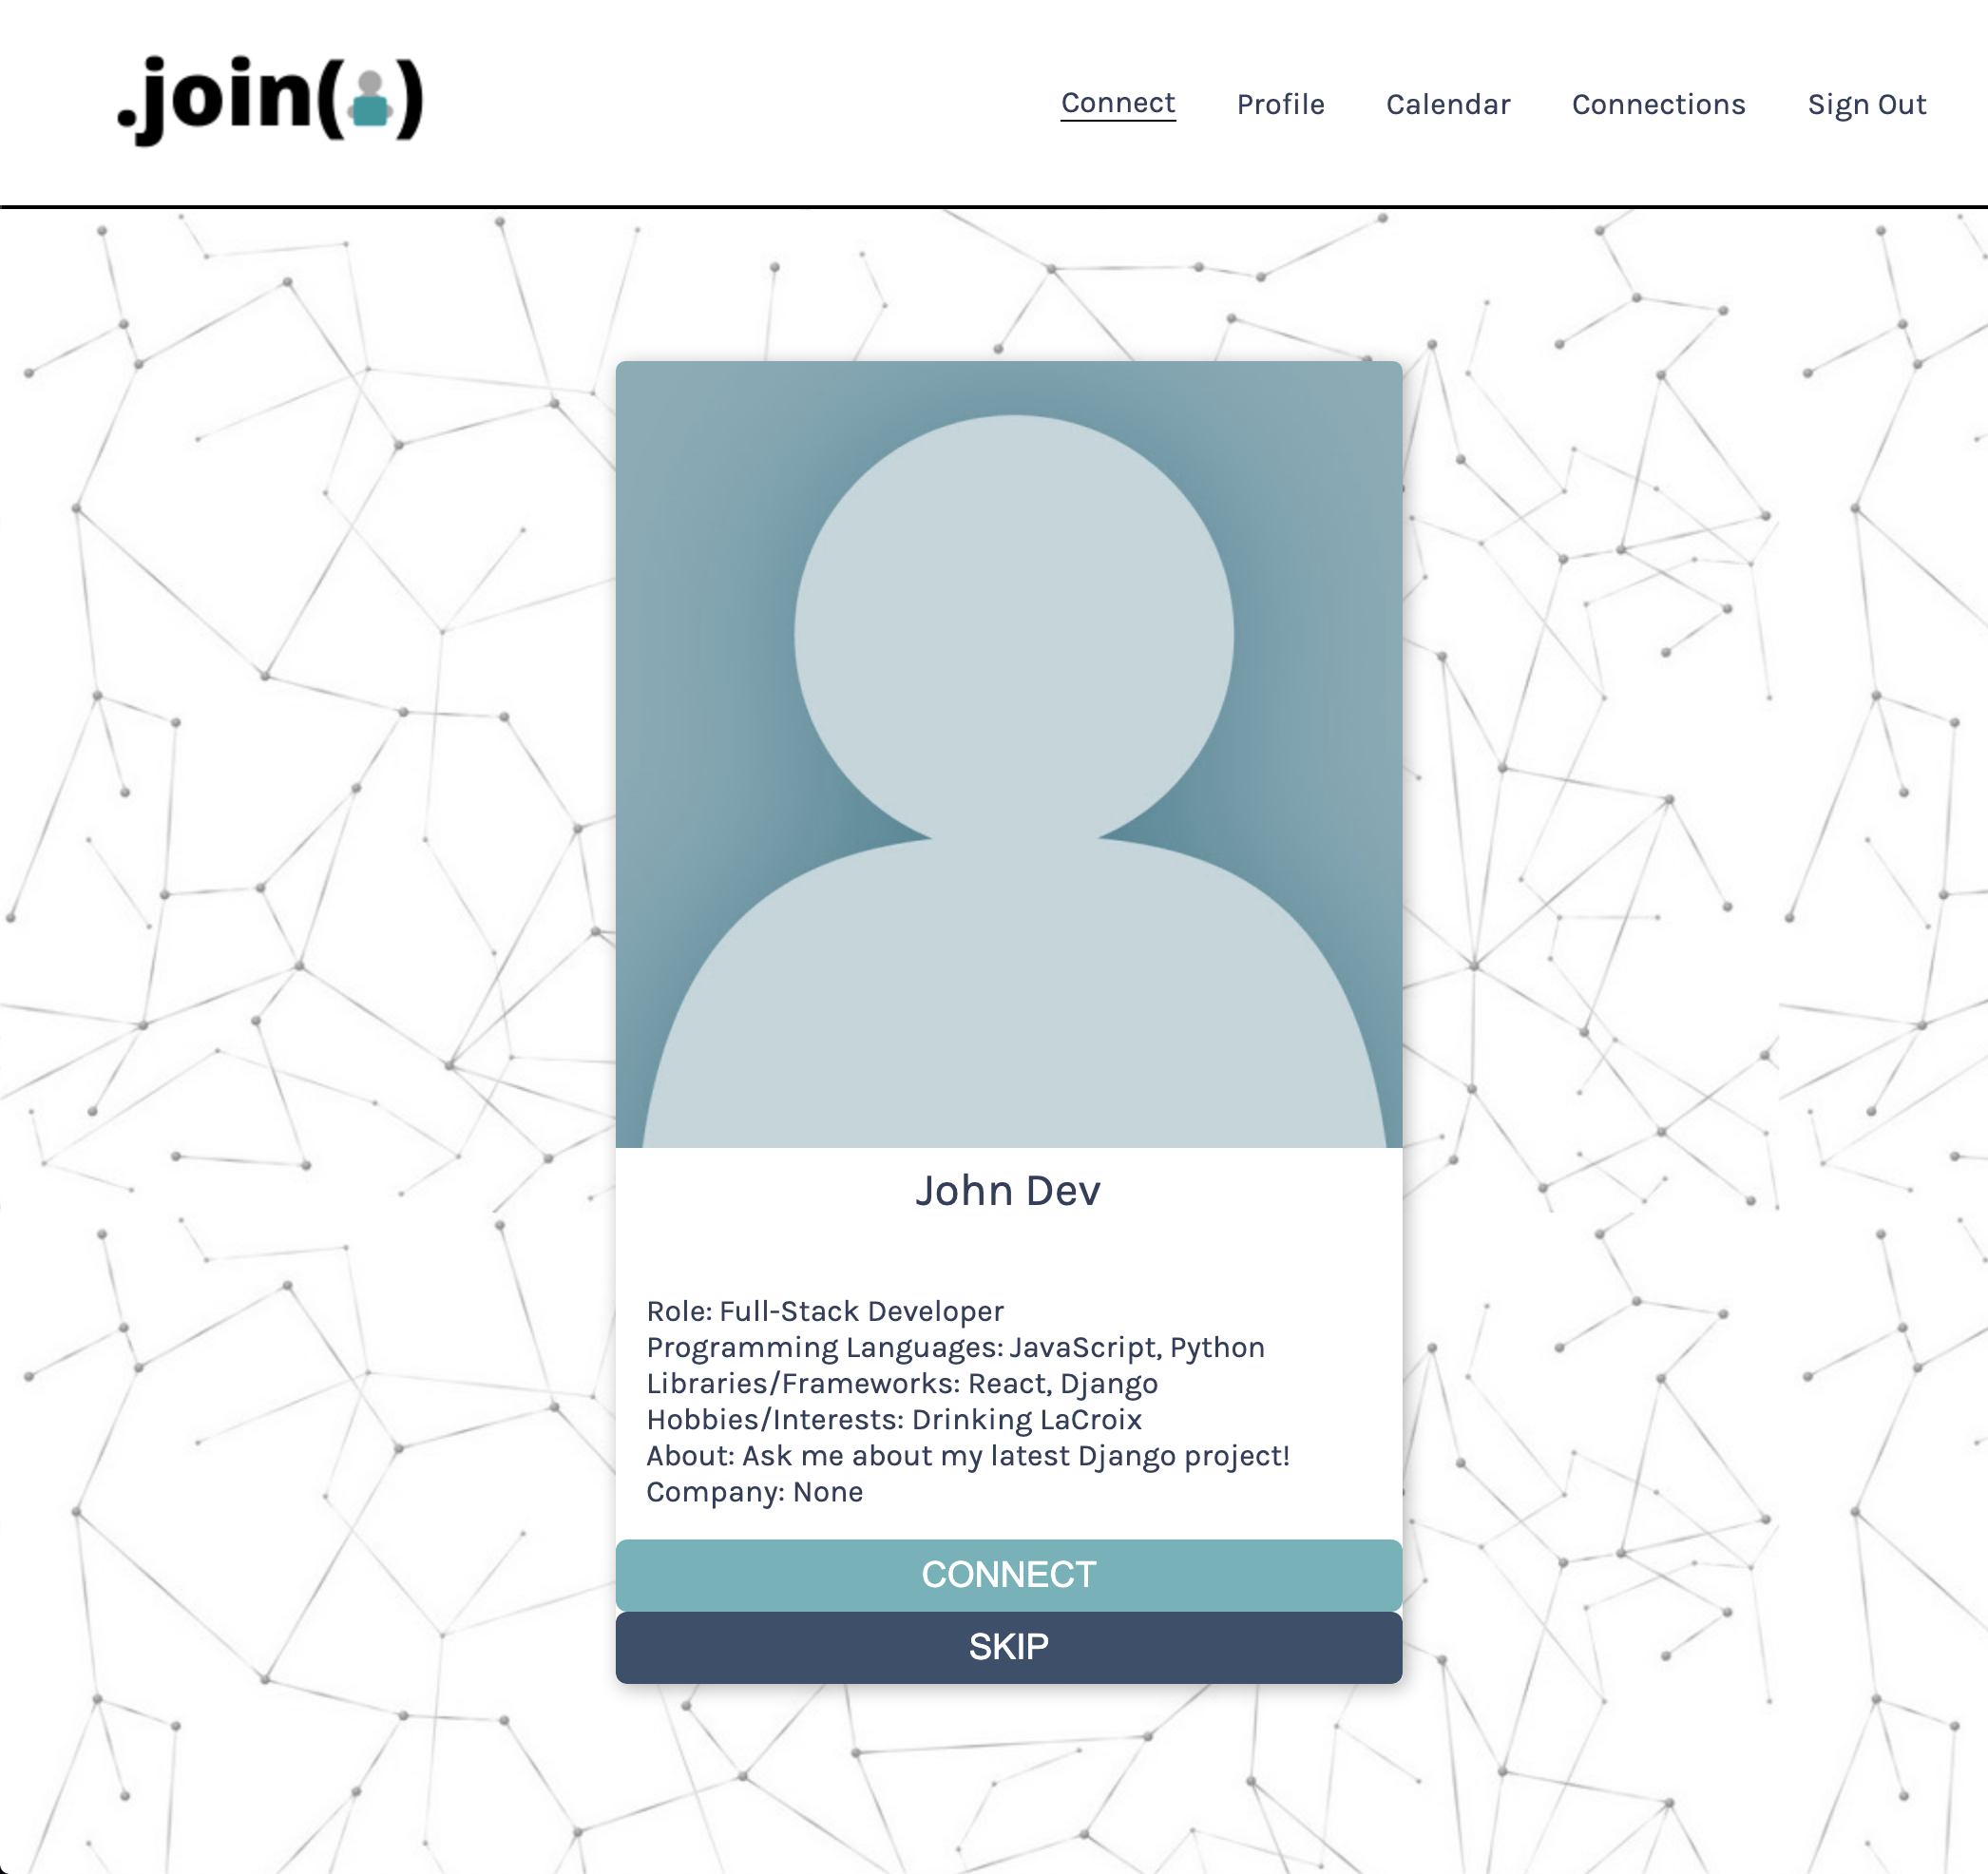 .join()
Connect Profile Calendar Connections Sign Out
John Dev
Role: Full-Stack Developer
Programming Languages: JavaScript, Python
Libraries/Frameworks: React, Django
Hobbies/Interests: Drinking LaCroix
About: Ask me about my latest Django project!
Company: None
CONNECT
SKIP